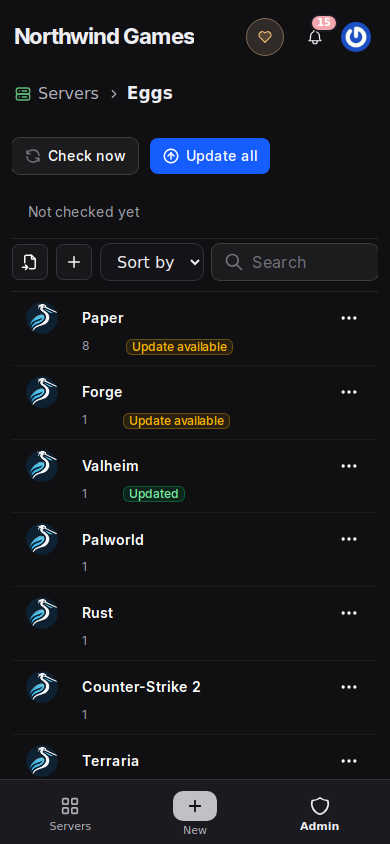 Northwind Games
15
Servers > Eggs
Check now
Update all
Not checked yet
Sort by
Search
Paper
8
Update available
Forge
1
Update available
Valheim
1
Updated
Palworld
1
Rust
1
Counter-Strike 2
1
Terraria
Servers
New
Admin